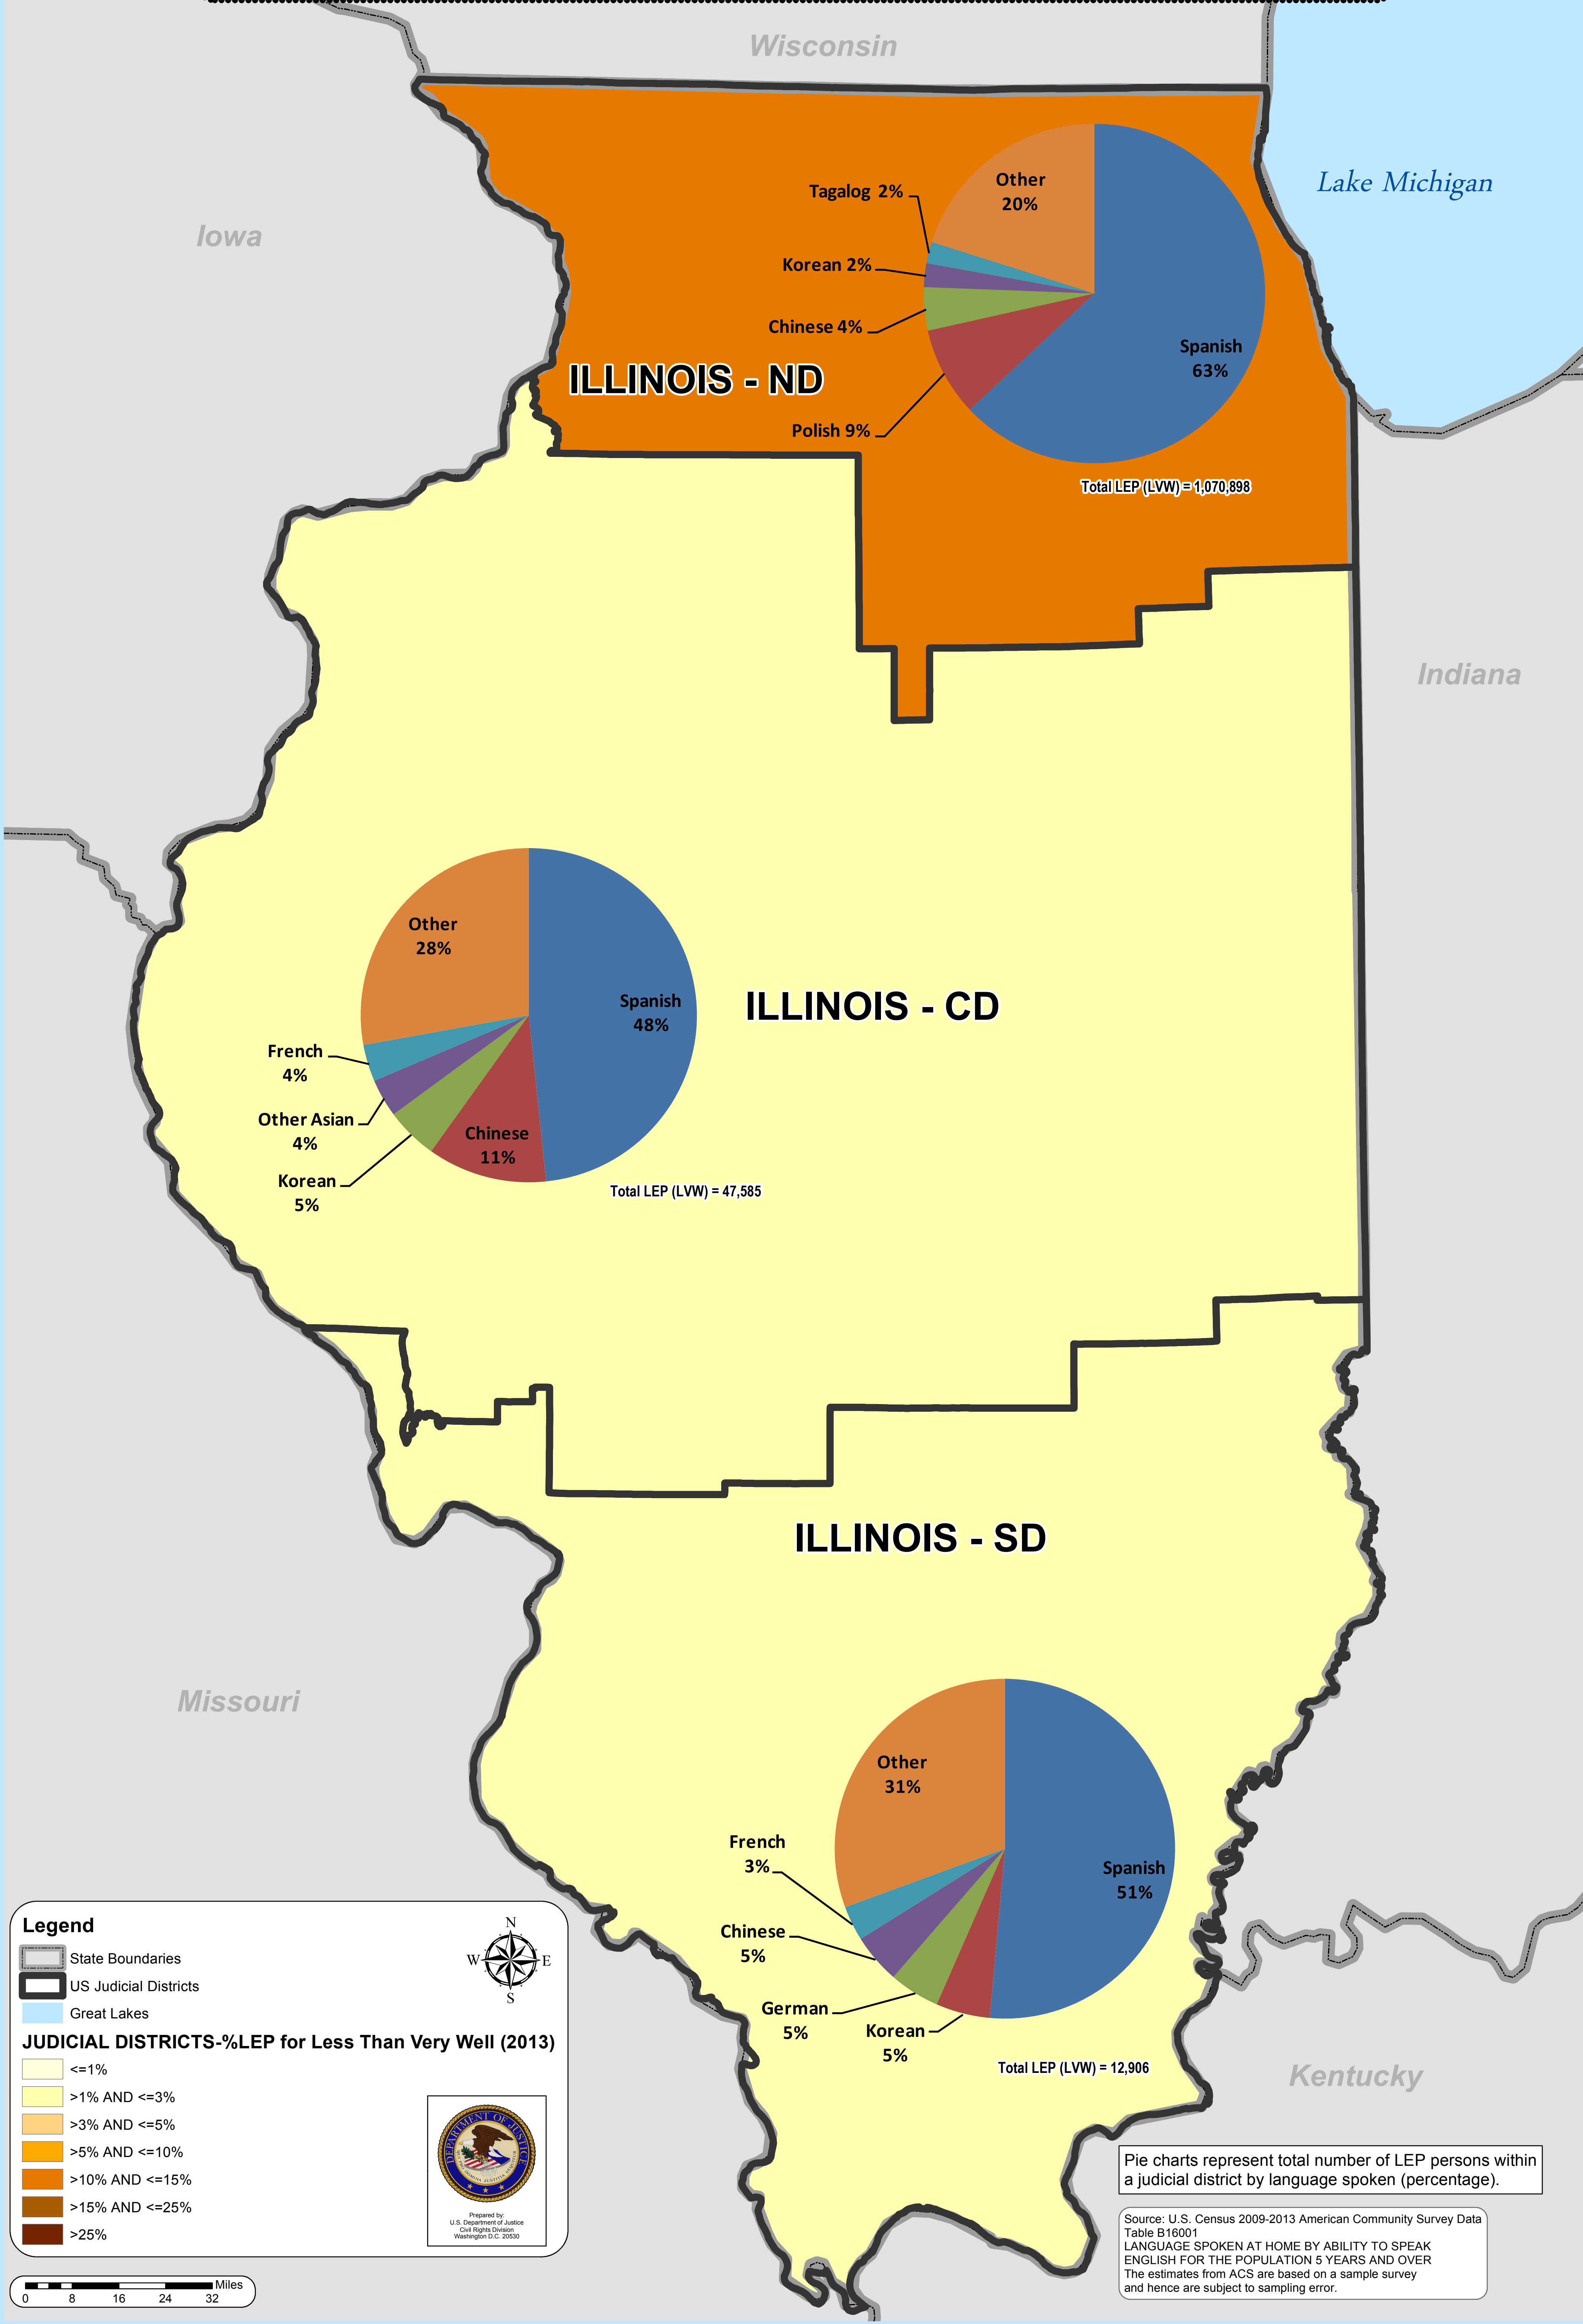 Wisconsin
Lake Michigan
Iowa
Other
20%
Tagalog 2%
Korean 2%
Chinese 4%
Polish 9%
Spanish
63%
ILLINOIS - ND
Total LEP (LVW) = 1,070,898
Indiana
Other
28%
Spanish
48%
French
4%
Other Asian
4%
Korean
5%
Chinese
11%
ILLINOIS - CD
Total LEP (LVW) = 47,585
ILLINOIS - SD
Missouri
Other
31%
Spanish
51%
French
3%
Chinese
5%
German
5%
Korean
5%
Total LEP (LVW) = 12,906
Kentucky
Legend
State Boundaries
US Judicial Districts
Great Lakes
N
W
E
S
JUDICIAL DISTRICTS-%LEP for Less Than Very Well (2013)
<=1%
>1% AND <=3%
>3% AND <=5%
>5% AND <=10%
>10% AND <=15%
>15% AND <=25%
>25%
DEPARTMENT OF JUSTICE
Prepared by:
U.S. Department of Justice
Civil Rights Division
Washington D.C. 20530
Miles
0 8 16 24 32
Pie charts represent total number of LEP persons within
a judicial district by language spoken (percentage).
Source: U.S. Census 2009-2013 American Community Survey Data
Table B16001
LANGUAGE SPOKEN AT HOME BY ABILITY TO SPEAK
ENGLISH FOR THE POPULATION 5 YEARS AND OVER
The estimates from ACS are based on a sample survey
and hence are subject to sampling error.